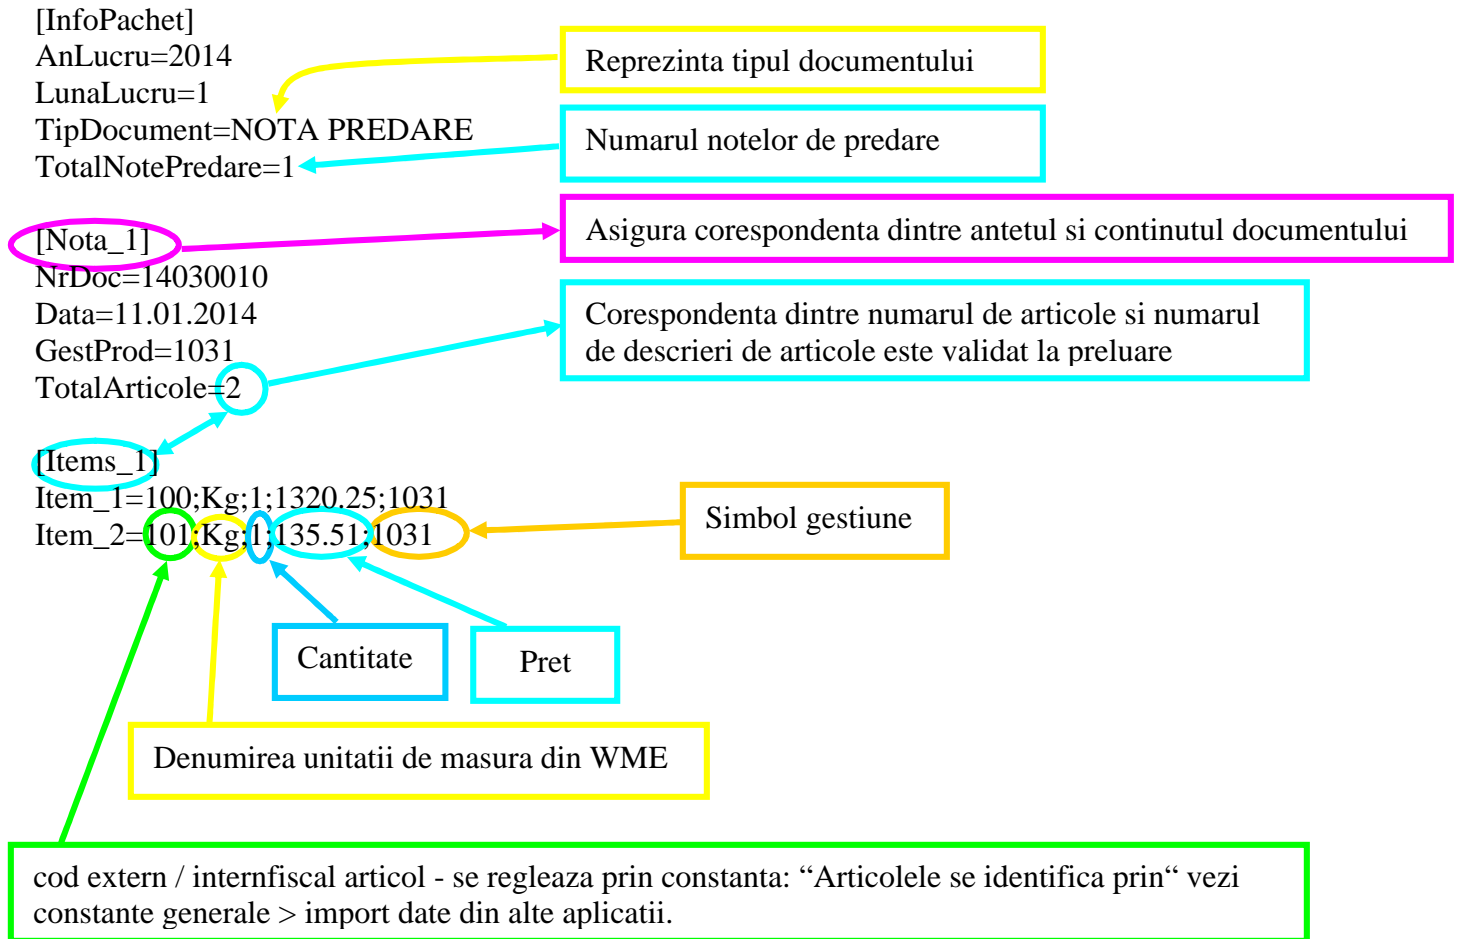 [InfoPachet]
AnLucru=2014
LunaLucru=1
TipDocument=NOTA PREDARE
TotalNotePredare=1
Reprezinta tipul documentului
Numarul notelor de predare
[Nota_1]
NrDoc=14030010
Data=11.01.2014
GestProd=1031
TotalArticole=2
Asigura corespondenta dintre antetul si continutul documentului
Corespondenta dintre numarul de articole si numarul
de descrieri de articole este validat la preluare
[Items_1]
Item_1=100;Kg;1;1320.25;1031
Item_2=101;Kg;1;135.51;1031
Simbol gestiune
Cantitate
Pret
Denumirea unitatii de masura din WME
cod extern / internfiscal articol - se regleaza prin constanta: “Articolele se identifica prin“ vezi
constante generale > import date din alte aplicatii.